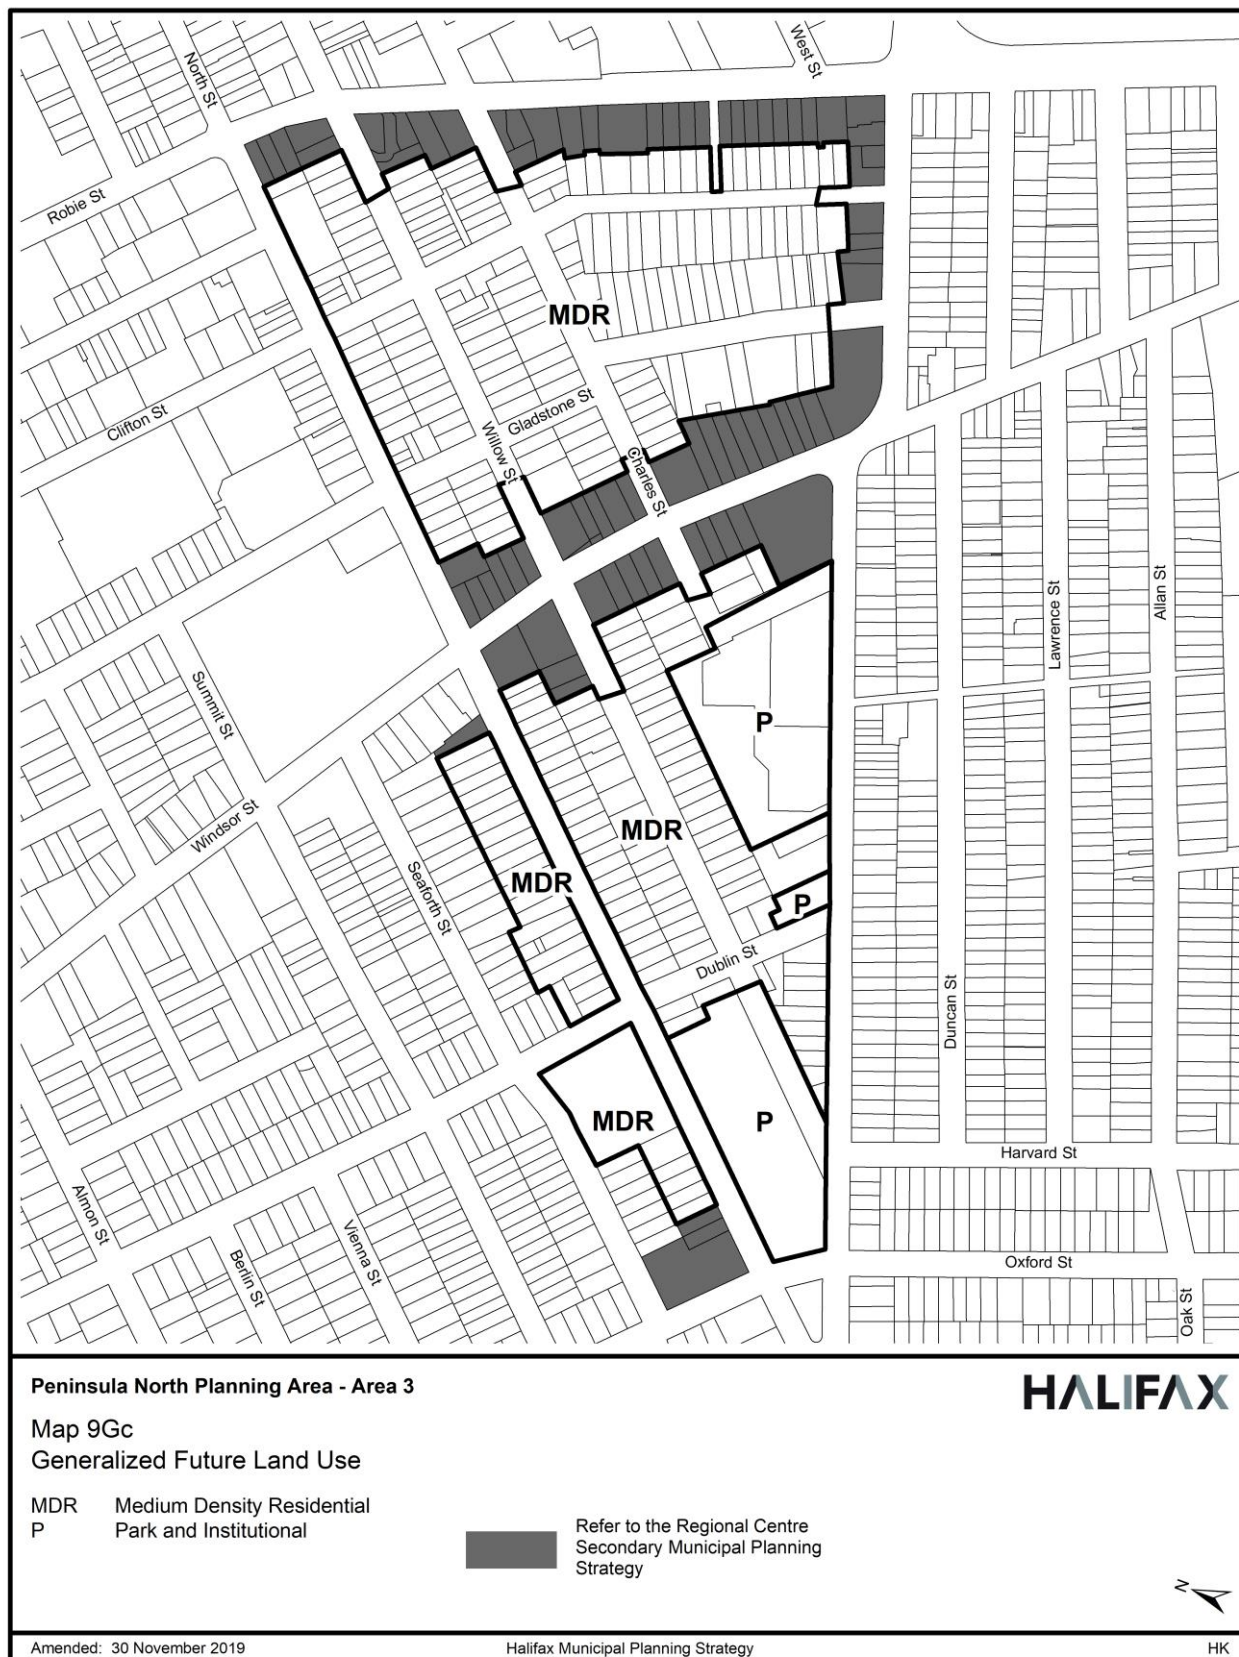 West St
North St
Robie St
MDR
Clifton St
Gladstone St
Willow St
Charles St
Lawrence St
Allan St
Summit St
P
Windsor St
MDR
Seaforth St
MDR
P
Dublin St
Duncan St
MDR
P
Harvard St
Almon St
Berlin St
Vienna St
Oxford St
Oak St
Peninsula North Planning Area - Area 3
HALIFAX
Map 9Gc
Generalized Future Land Use
MDR Medium Density Residential
P Park and Institutional
Refer to the Regional Centre
Secondary Municipal Planning
Strategy
N
Amended: 30 November 2019 Halifax Municipal Planning Strategy HK